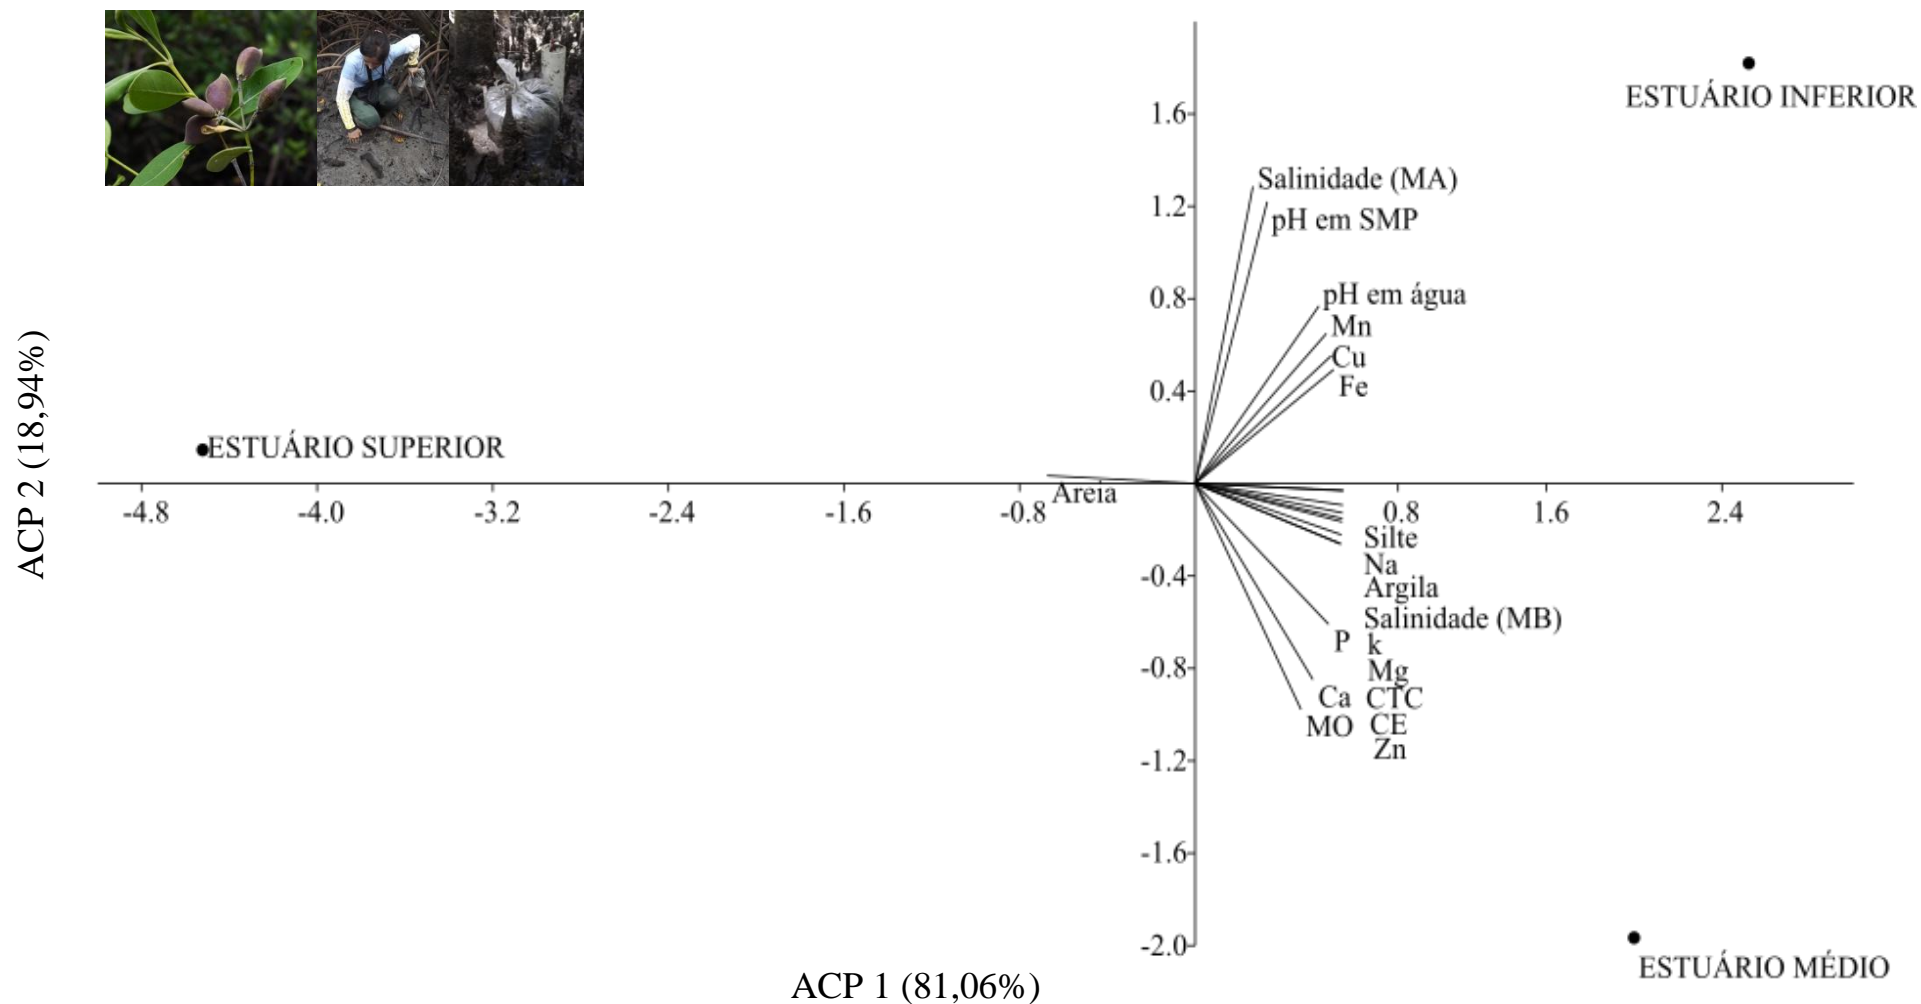 ESTUÁRIO INFERIOR
1.6
Salinidade (MA)
1.2
pH em SMP
0.8
pH em água
Mn
Cu
0.4
Fe
ACP 2 (18,94%)
ESTUÁRIO SUPERIOR
Areia
-4.8 -4.0 -3.2 -2.4 -1.6 -0.8 0.8 1.6 2.4
Silte
Na
-0.4
Argila
Salinidade (MB)
P k
-0.8 Mg
Ca CTC
MO CE
Zn
-1.2
-1.6
-2.0
ESTUÁRIO MÉDIO
ACP 1 (81,06%)